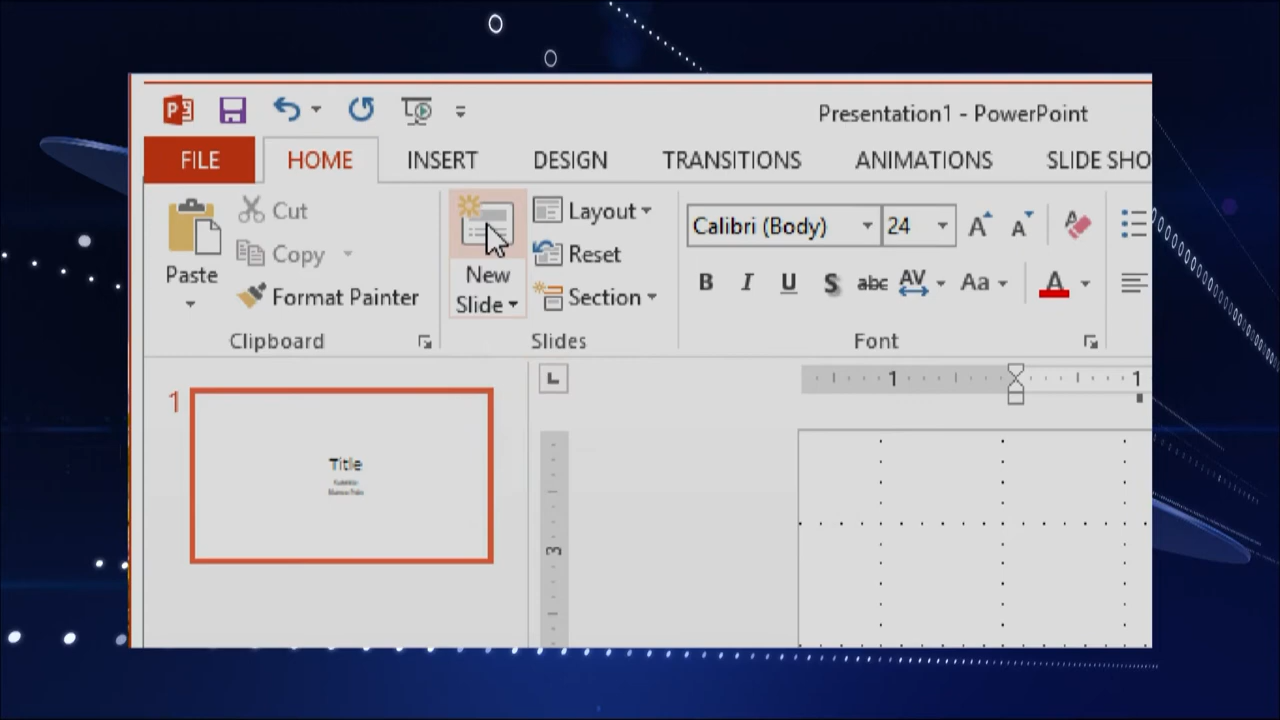 Presentation1 - PowerPoint
FILE HOME INSERT DESIGN TRANSITIONS ANIMATIONS SLIDE SHO
Cut
Copy
Format Painter
Paste
Clipboard
New
Slide
Layout
Reset
Section
Slides
Calibri (Body) 24
B I U S abc AV Aa A
Font
1 1
1
Title
3